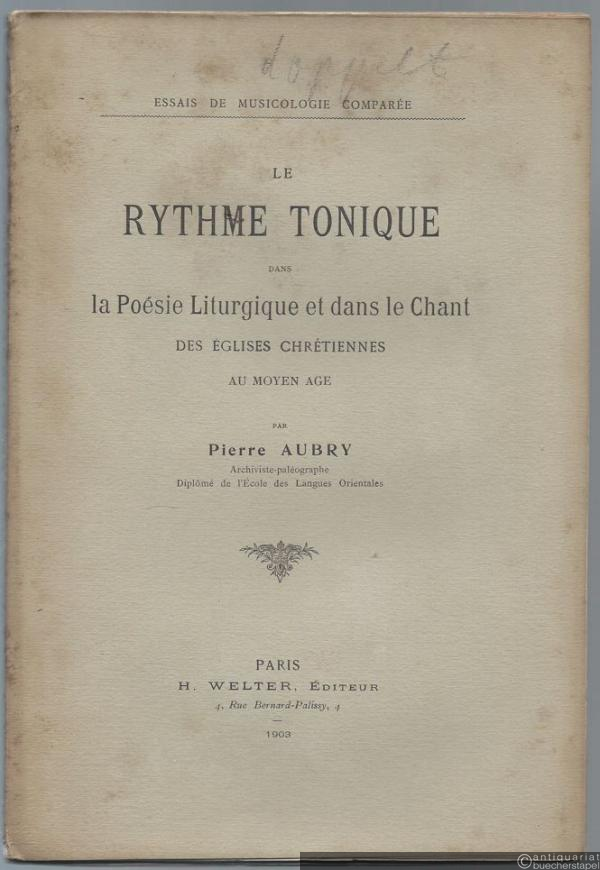 doppelt
ESSAIS DE MUSICOLOGIE COMPARÉE
LE
RYTHME TONIQUE
DANS
la Poésie Liturgique et dans le Chant
DES ÉGLISES CHRÉTIENNES
AU MOYEN AGE
PAR
Pierre AUBRY
Archiviste-paléographe
Diplômé de l'École des Langues Orientales
PARIS
H. WELTER, ÉDITEUR
4, Rue Bernard-Palissy, 4
1903
©antiquariat
buecherstapel